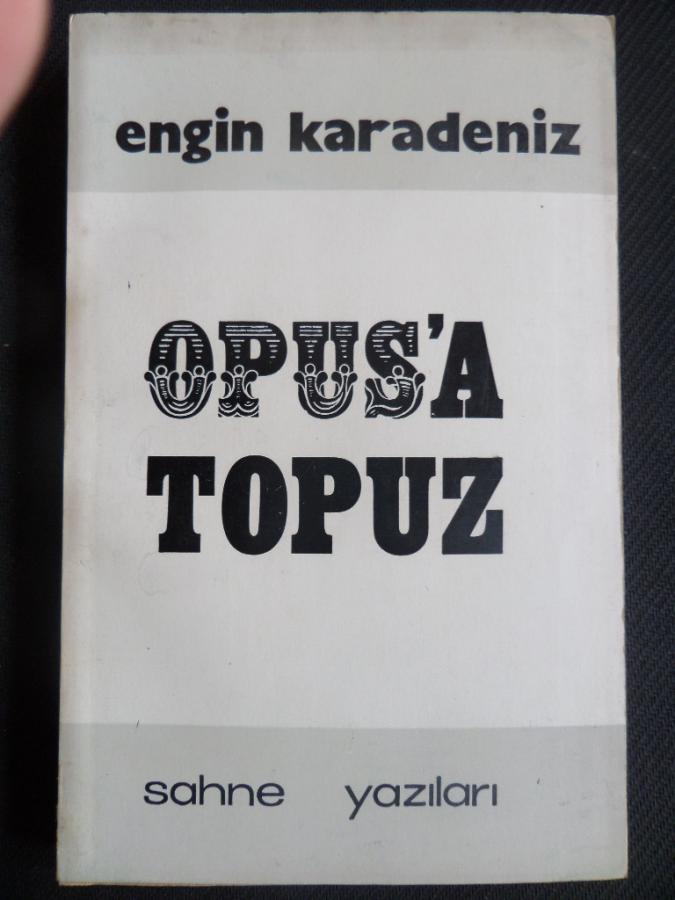 engin karadeniz
OPUS'A
TOPUZ
sahne yazıları